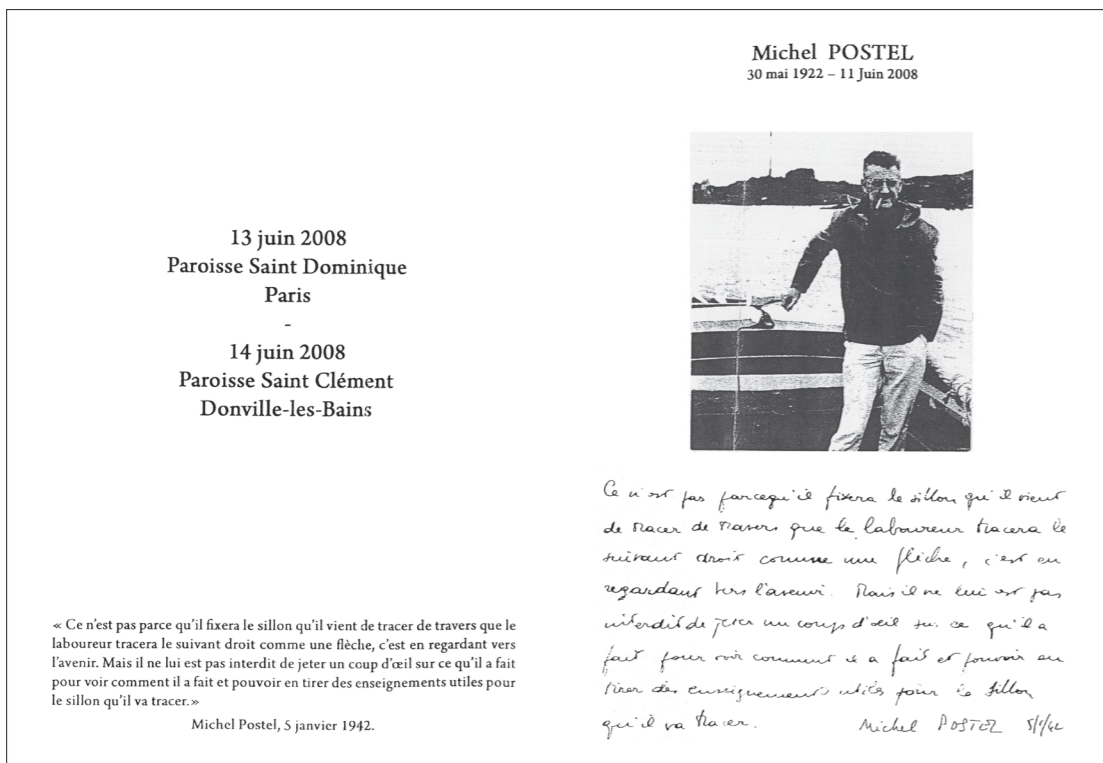 13 juin 2008
Paroisse Saint Dominique
Paris
-
14 juin 2008
Paroisse Saint Clément
Donville-les-Bains
« Ce n'est pas parce qu'il fixera le sillon qu'il vient de tracer de travers que le
laboureur tracera le suivant droit comme une flèche, c'est en regardant vers
l'avenir. Mais il ne lui est pas interdit de jeter un coup d'œil sur ce qu'il a fait
pour voir comment il a fait et pouvoir en tirer des enseignements utiles pour
le sillon qu'il va tracer.»
Michel Postel, 5 janvier 1942.
Michel POSTEL
30 mai 1922 – 11 Juin 2008
Ce n'est pas parcequ'il fixera le sillon qu'il vient
de tracer de travers que le laboureur tracera le
suivant droit comme une flèche, c'est en
regardant vers l'avenir. Mais il ne lui est pas
interdit de jeter un coup d'œil sur ce qu'il a
fait pour voir comment il a fait et pouvoir en
tirer des enseignements utiles pour le sillon
qu'il va tracer. Michel POSTEL 5/1/42